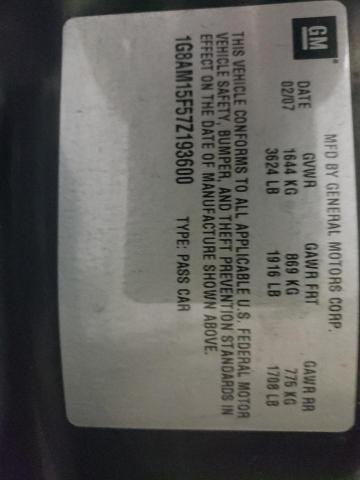 GM
MFD BY GENERAL MOTORS CORP.
DATE GVWR GAWR FRT GAWR RR
02/07 1644 KG 869 KG 775 KG
3624 LB 1916 LB 1708 LB
THIS VEHICLE CONFORMS TO ALL APPLICABLE U.S. FEDERAL MOTOR
VEHICLE SAFETY, BUMPER, AND THEFT PREVENTION STANDARDS IN
EFFECT ON THE DATE OF MANUFACTURE SHOWN ABOVE.
1G8AM15F57Z193600 TYPE: PASS CAR